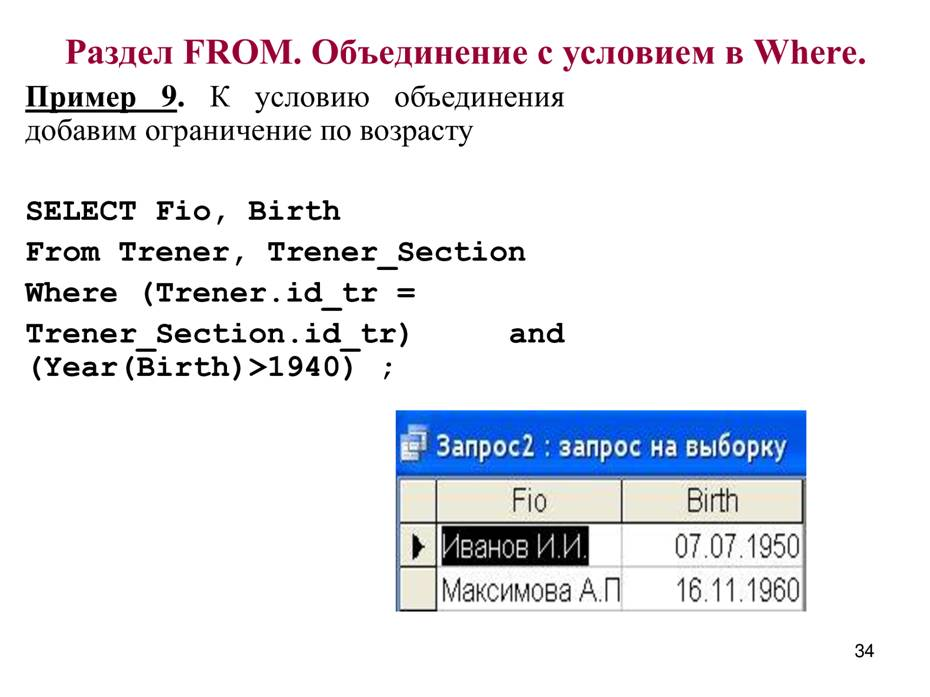 Раздел FROM. Объединение с условием в Where.
Пример 9. К условию объединения
добавим ограничение по возрасту
SELECT Fio, Birth
From Trener, Trener_Section
Where (Trener.id_tr =
Trener_Section.id_tr) and
(Year(Birth)>1940) ;
Запрос2 : запрос на выборку
Fio Birth
Иванов И.И. 07.07.1950
Максимова А.П 16.11.1960
34